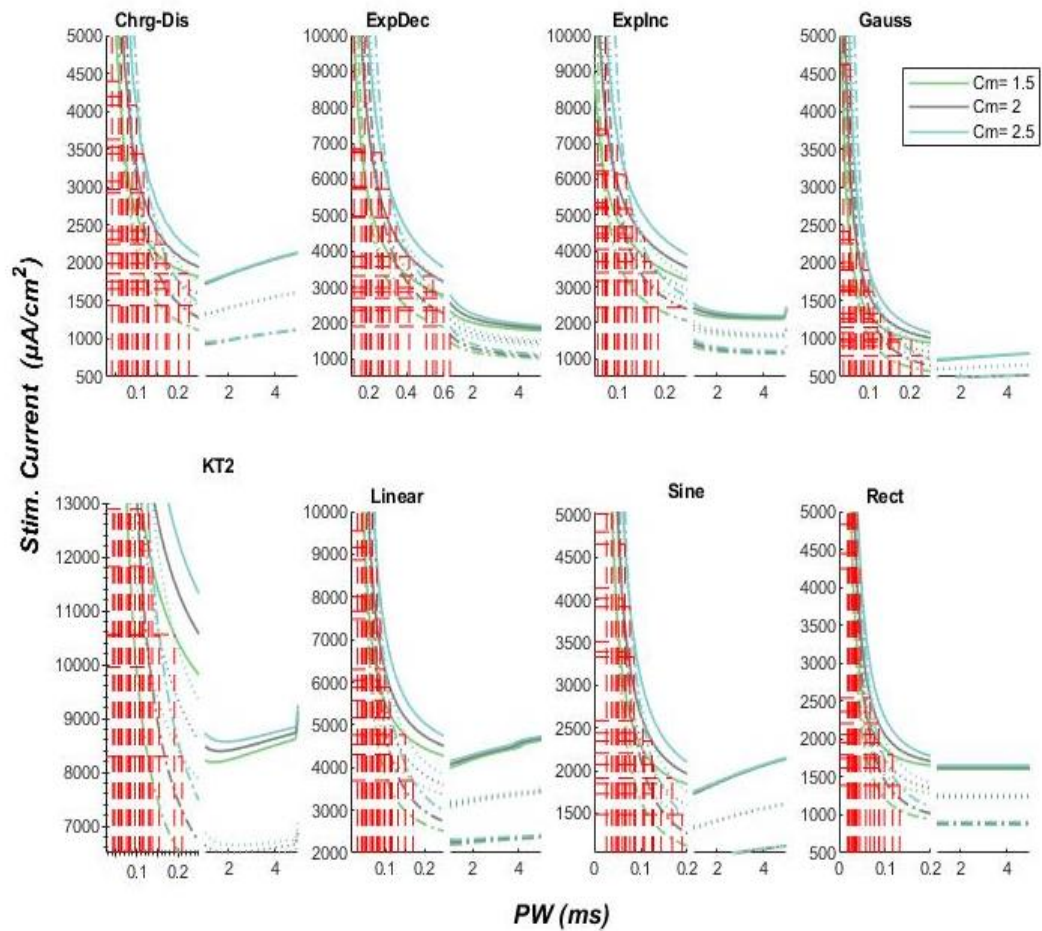 Chrg-Dis ExpDec ExpInc Gauss
5000 10000 10000 5000
4500 9000 9000 4500
4000 8000 8000 4000
3500 7000 7000 3500
3000 6000 6000 3000
2500 5000 5000 2500
2000 4000 4000 2000
1500 3000 3000 1500
1000 2000 2000 1000
500 1000 1000 500
0.1 0.2 2 4 0.2 0.4 0.6 2 4 0.1 0.2 2 4 0.1 0.2 2 4
Cm= 1.5
Cm= 2
Cm= 2.5
Stim. Current (µA/cm²)
KT2 Linear Sine Rect
13000 10000 5000 5000
12000 9000 4500 4500
11000 8000 4000 4000
10000 7000 3500 3500
9000 6000 3000 3000
8000 5000 2500 2500
7000 4000 2000 2000
3000 1500 1500
2000 1000
500
0.1 0.2 2 4 0.1 0.2 2 4 0 0.1 0.2 2 4 0 0.1 0.2 2 4
PW (ms)